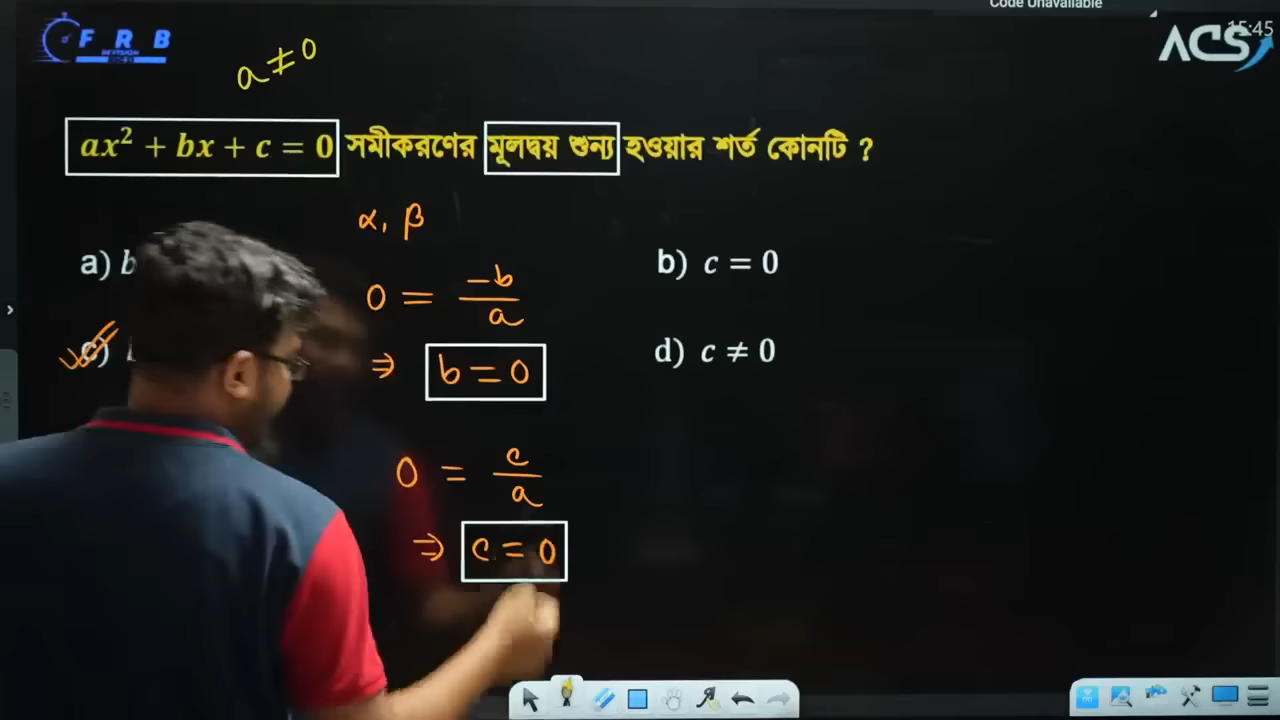 Code Unavailable
FRB
15:45
ACS
a ≠ 0
ax² + bx + c = 0 সমীকরণের মূলদ্বয় শুন্য হওয়ার শর্ত কোনটি ?
α, β
a) b
b) c = 0
0 = -b/a
c)
d) c ≠ 0
⇒ b = 0
0 = c/a
⇒ c = 0